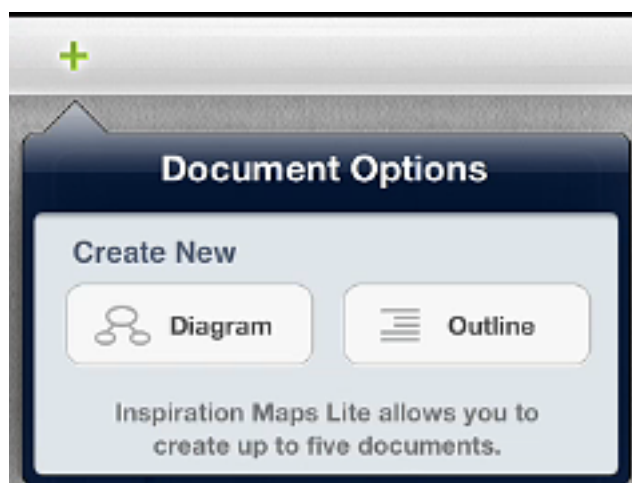 +
Document Options
Create New
Diagram
Outline
Inspiration Maps Lite allows you to
create up to five documents.